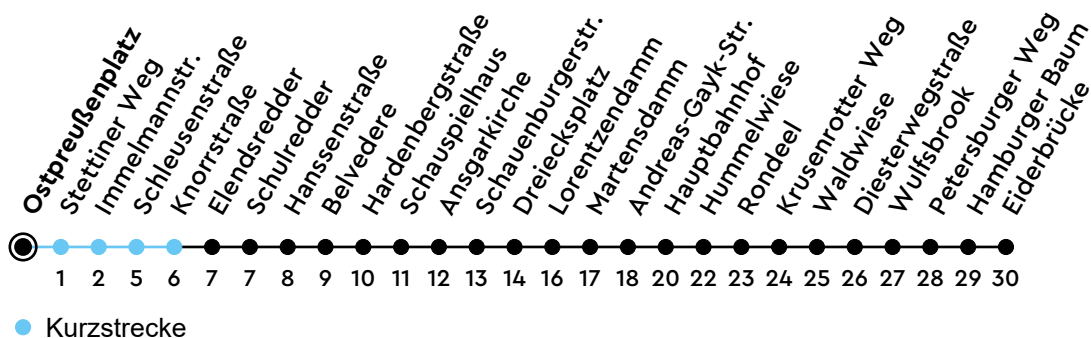 Ostpreußenplatz
Stettiner Weg
Immelmannstr.
Schleusenstraße
Knorrstraße
Elendsredder
Schulredder
Hanssenstraße
Belvedere
Hardenbergstraße
Schauspielhaus
Ansgarkirche
Schauenburgerstr.
Dreiecksplatz
Lorentzendamm
Martensdamm
Andreas-Gayk-Str.
Hauptbahnhof
Hummelwiese
Rondeel
Krusenrotter Weg
Waldwiese
Diesterwegstraße
Wulfsbrook
Petersburger Weg
Hamburger Baum
Eiderbrücke
1 2 5 6 7 7 8 9 10 11 12 13 14 16 17 18 20 22 23 24 25 26 27 28 29 30
Kurzstrecke